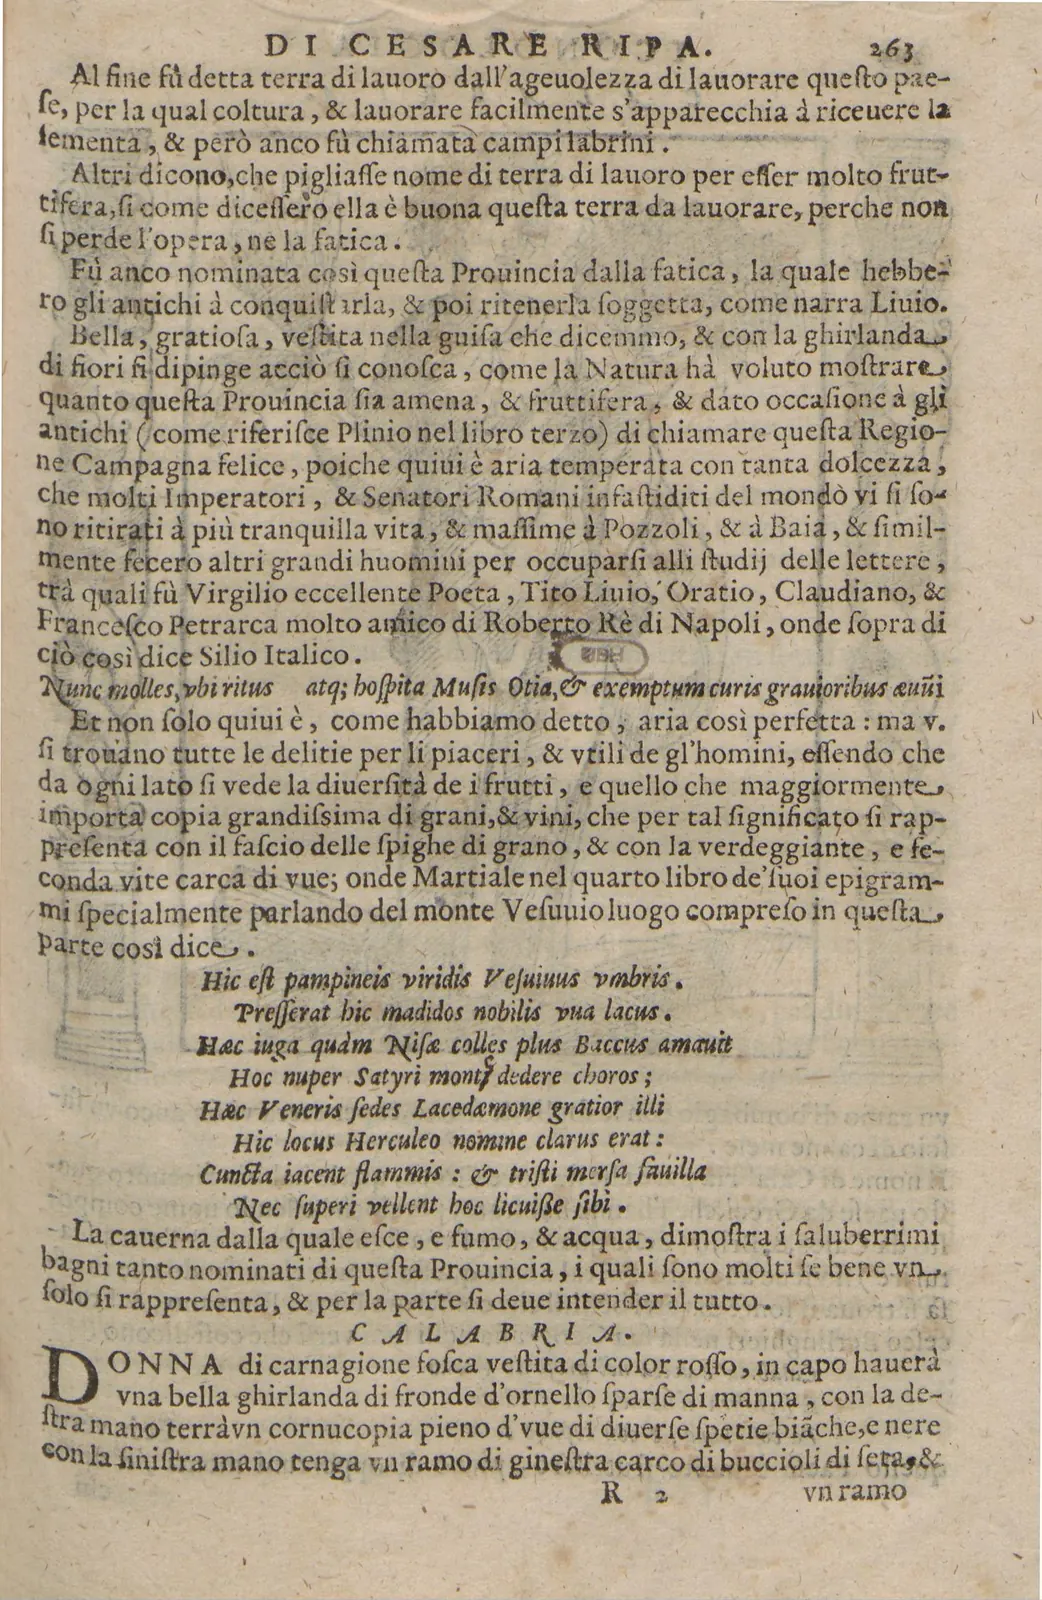 DI CESARE RIPA. 263
Al fine fù detta terra di lauoro dall'ageuolezza di lauorare queſto pae-
ſe, per la qual coltura, & lauorare facilmente s'apparecchia à riceuere la
ſementa, & però anco fù chiamata campi labrini.
Altri dicono, che pigliaſſe nome di terra di lauoro per eſſer molto frut-
tifera, ſi come diceſſero ella è buona queſta terra da lauorare, perche non
ſi perde l'opera, ne la fatica.
Fù anco nominata così queſta Prouincia dalla fatica, la quale hebbe-
ro gli antichi à conquiſtarla, & poi ritenerla ſoggetta, come narra Liuio.
Bella, gratioſa, veſtita nella guiſa che dicemmo, & con la ghirlanda
di fiori ſi dipinge acciò ſi conoſca, come la Natura hà voluto moſtrare
quanto queſta Prouincia ſia amena, & fruttifera, & dato occaſione à gli
antichi (come riferiſce Plinio nel libro terzo) di chiamare queſta Regio-
ne Campagna felice, poiche quiui è aria temperata con tanta dolcezza,
che molti Imperatori, & Senatori Romani infaſtiditi del mondò vi ſi ſo-
no ritirati à più tranquilla vita, & maſſime à Pozzoli, & à Baia, & ſimil-
mente fecero altri grandi huomini per occuparſi alli ſtudij delle lettere,
trà quali fù Virgilio eccellente Poeta, Tito Liuio, Oratio, Claudiano, &
Franceſco Petrarca molto amico di Roberto Rè di Napoli, onde ſopra di
ciò così dice Silio Italico.
Nunc molles, vbi ritus atq; hoſpita Muſis Otia, & exemptum curis grauioribus æuũi
Et non ſolo quiui è, come habbiamo detto, aria così perfetta: ma v.
ſi trouano tutte le delitie per li piaceri, & vtili de gl'homini, eſſendo che
da ogni lato ſi vede la diuerſità de i frutti, e quello che maggiormente
importa copia grandiſsima di grani, & vini, che per tal ſignificato ſi rap-
preſenta con il faſcio delle ſpighe di grano, & con la verdeggiante, e fe-
conda vite carca di vue; onde Martiale nel quarto libro de'ſuoi epigram-
mi ſpecialmente parlando del monte Veſuuio luogo compreſo in queſta
parte così dice.
Hic eſt pampineis viridis Veſuiuus vmbris.
Preſſerat hic madidos nobilis vua lacus.
Hæc iuga quàm Niſæ colles plus Baccus amauit
Hoc nuper Satyri monte dedere choros;
Hæc Veneris ſedes Lacedæmone gratior illi
Hic locus Herculeo nomine clarus erat:
Cuncta iacent flammis: & triſti merſa fauilla
Nec ſuperi vellent hoc licuiſſe ſibi.
La cauerna dalla quale eſce, e fumo, & acqua, dimoſtra i ſaluberrimi
bagni tanto nominati di queſta Prouincia, i quali ſono molti ſe bene vn
ſolo ſi rappreſenta, & per la parte ſi deue intender il tutto.
CALABRIA.
DONNA di carnagione foſca veſtita di color roſſo, in capo hauerà
vna bella ghirlanda di fronde d'ornello ſparſe di manna, con la de-
ſtra mano terrà vn cornucopia pieno d'vue di diuerſe ſpetie biãche, e nere
con la ſiniſtra mano tenga vn ramo di gineſtra carco di buccioli di ſeta, &
R 2 vn ramo